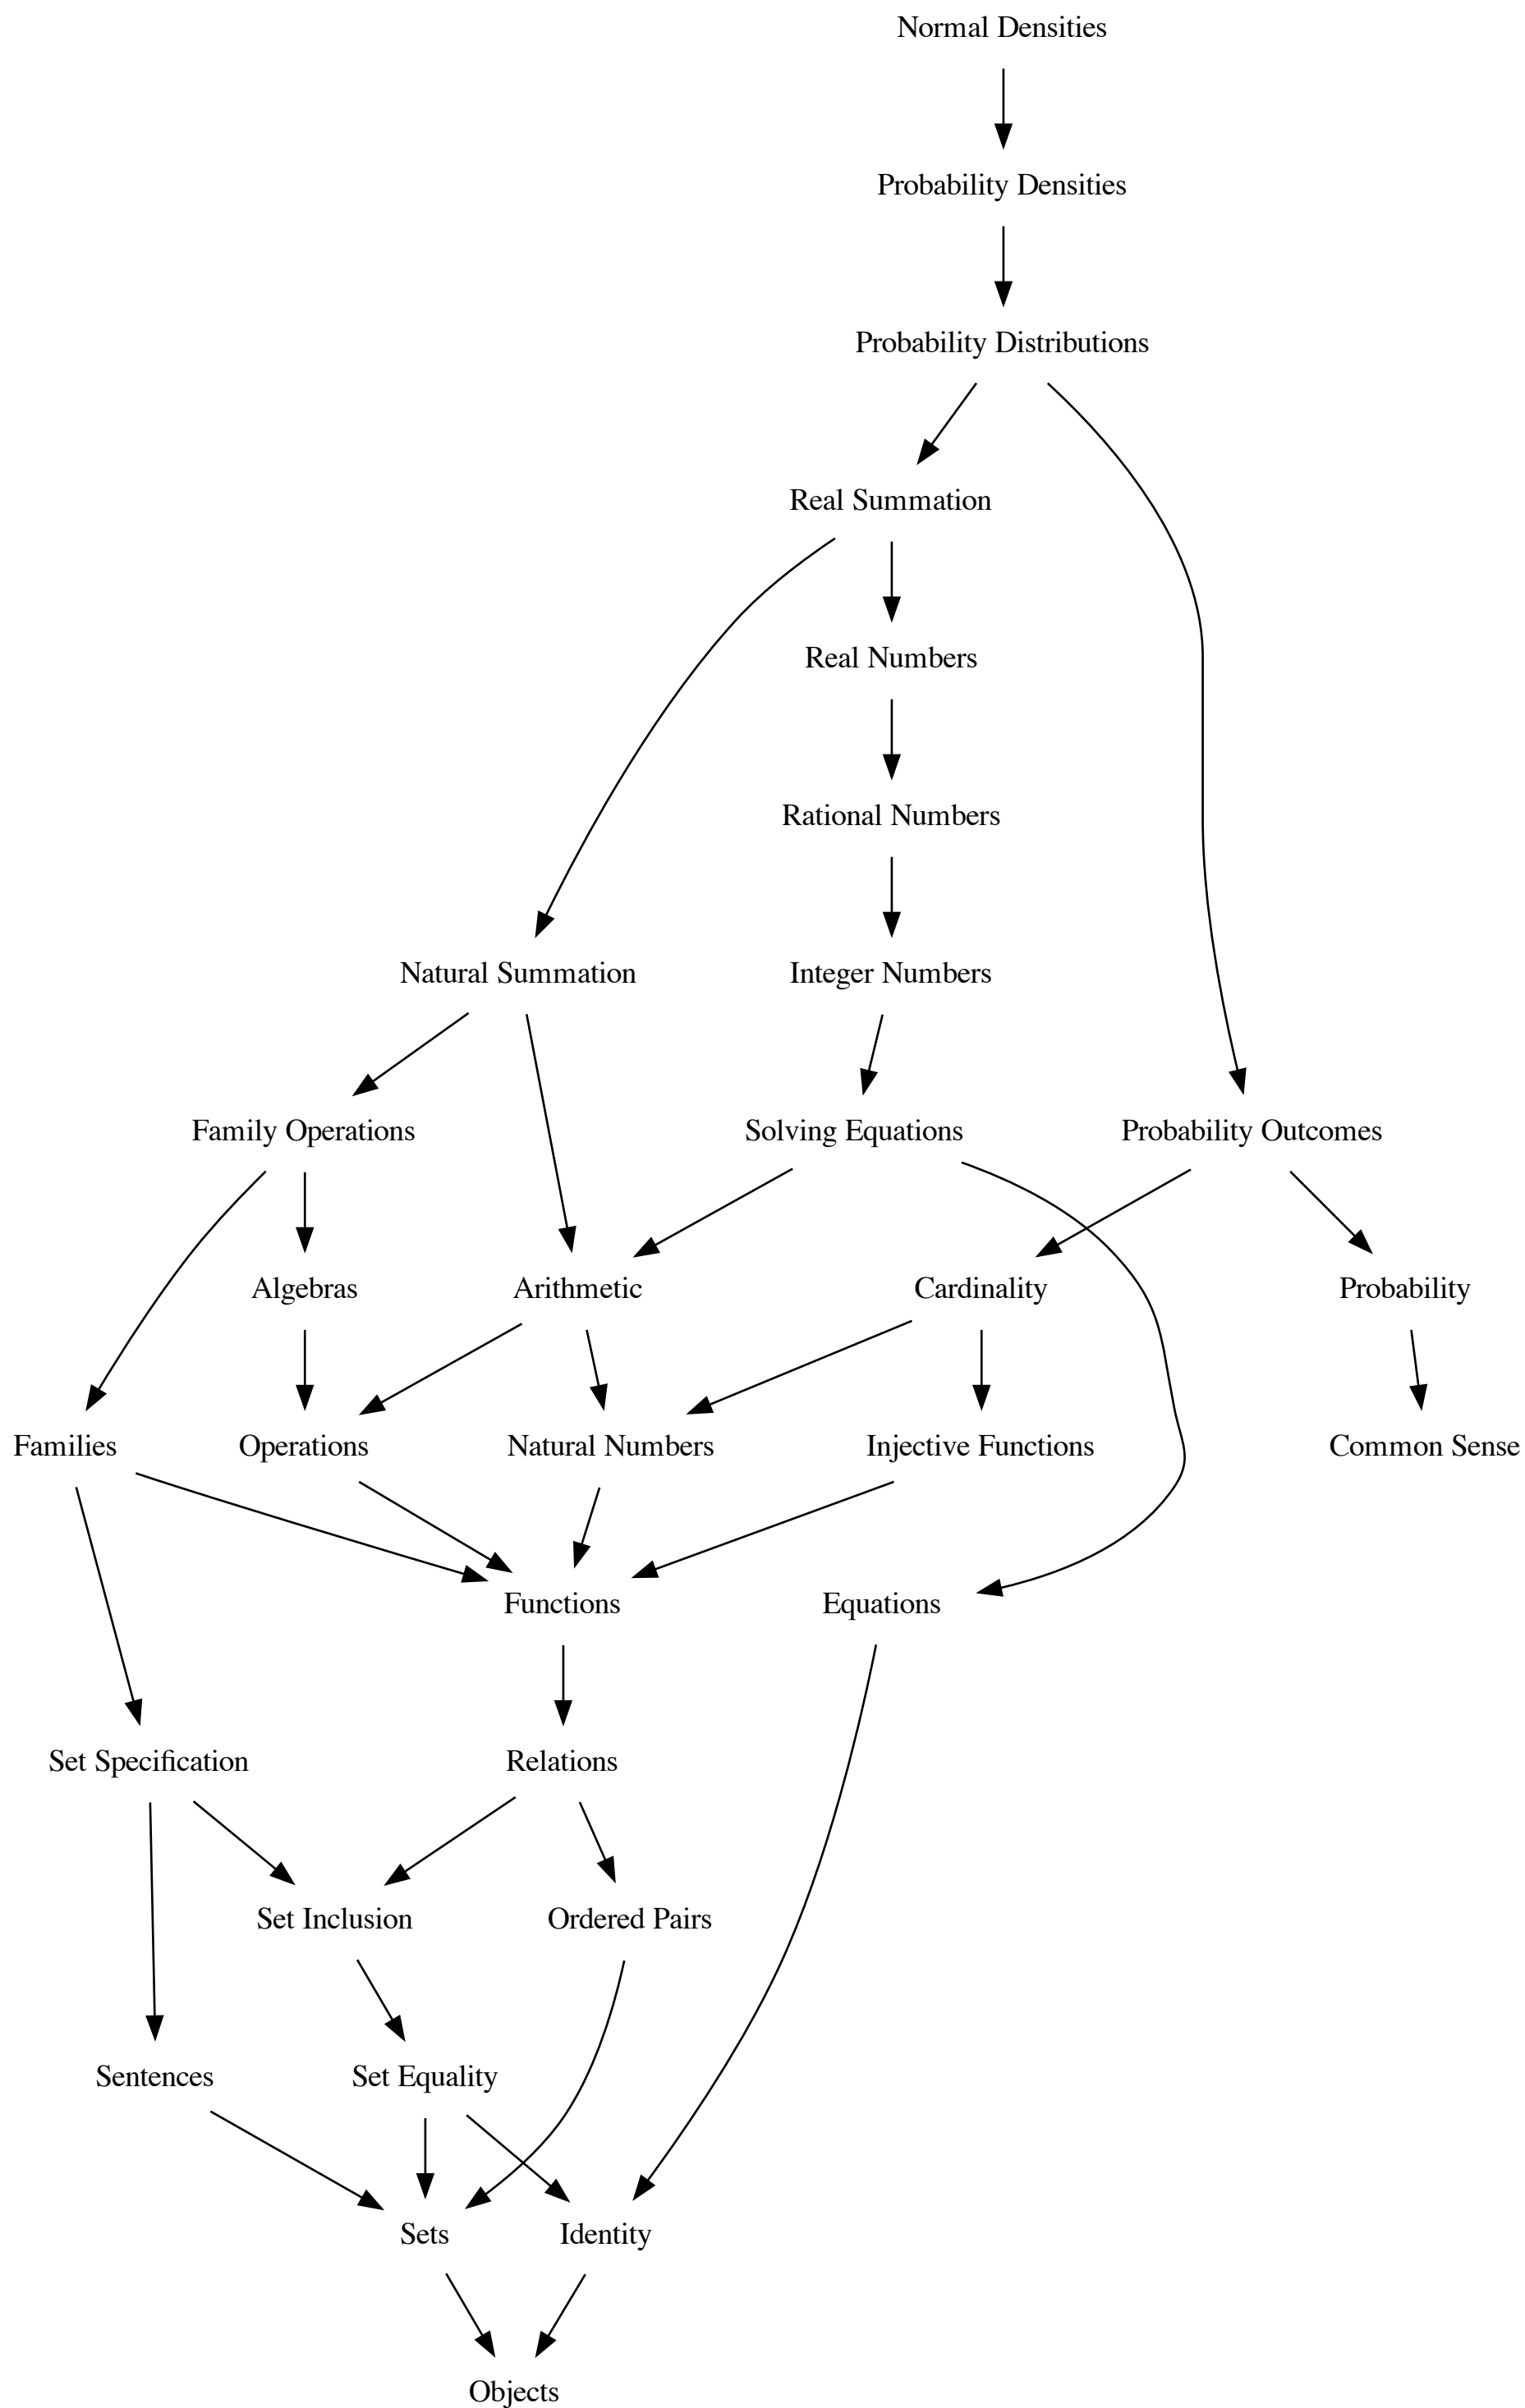 Normal Densities
Probability Densities
Probability Distributions
Real Summation
Real Numbers
Rational Numbers
Natural Summation
Integer Numbers
Family Operations
Solving Equations
Probability Outcomes
Algebras
Arithmetic
Cardinality
Probability
Families
Operations
Natural Numbers
Injective Functions
Common Sense
Functions
Equations
Set Specification
Relations
Set Inclusion
Ordered Pairs
Sentences
Set Equality
Sets
Identity
Objects